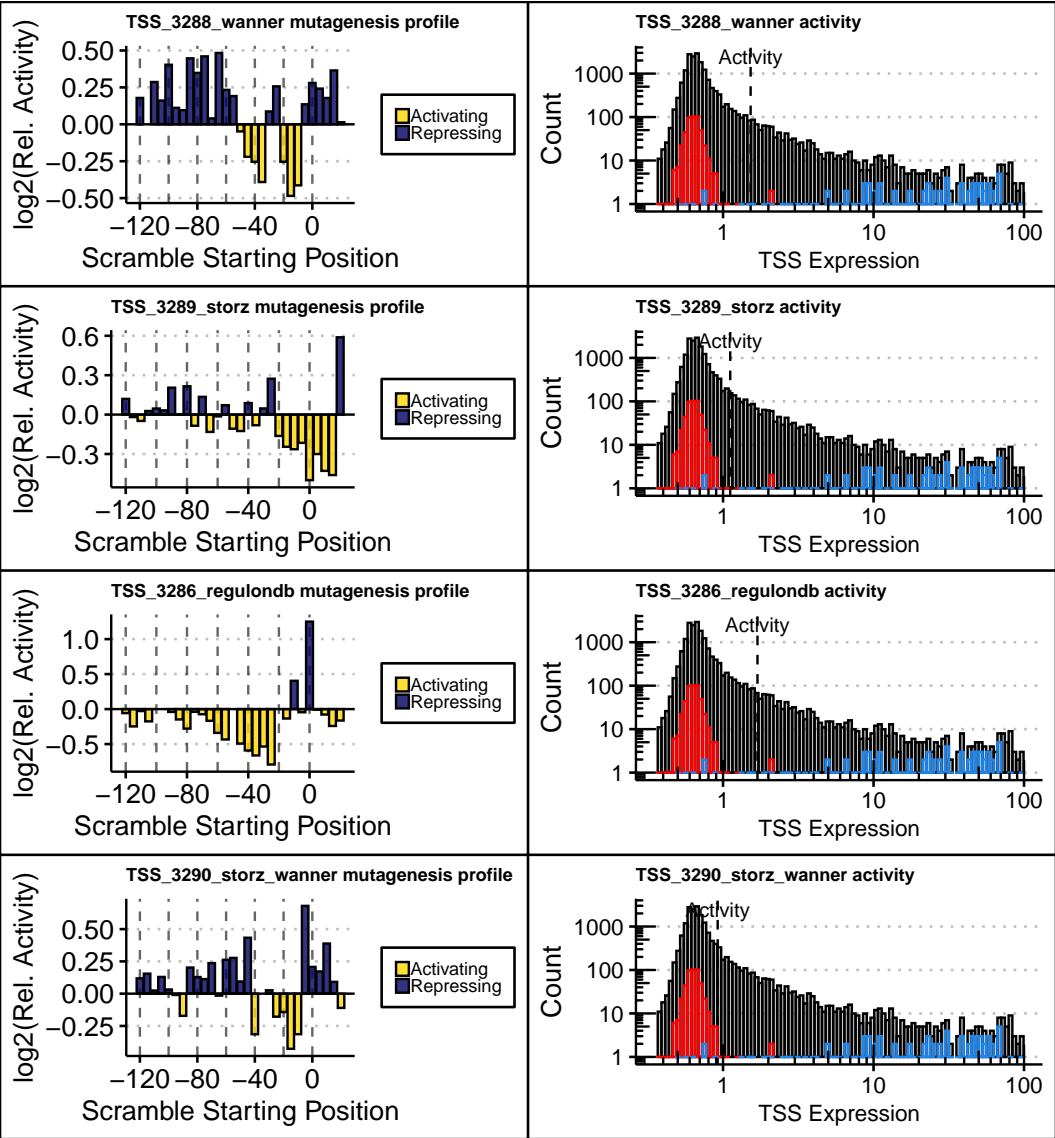 TSS_3288_wanner mutagenesis profile
log2(Rel. Activity)
0.50
0.25
0.00
−0.25
−0.50
−120 −80 −40 0
Scramble Starting Position
Activating
Repressing
TSS_3288_wanner activity
Activity
Count
1000
100
10
1
1 10 100
TSS Expression
TSS_3289_storz mutagenesis profile
log2(Rel. Activity)
0.6
0.3
0.0
−0.3
−120 −80 −40 0
Scramble Starting Position
Activating
Repressing
TSS_3289_storz activity
Activity
Count
1000
100
10
1
1 10 100
TSS Expression
TSS_3286_regulondb mutagenesis profile
log2(Rel. Activity)
1.0
0.5
0.0
−0.5
−120 −80 −40 0
Scramble Starting Position
Activating
Repressing
TSS_3286_regulondb activity
Activity
Count
1000
100
10
1
1 10 100
TSS Expression
TSS_3290_storz_wanner mutagenesis profile
log2(Rel. Activity)
0.50
0.25
0.00
−0.25
−120 −80 −40 0
Scramble Starting Position
Activating
Repressing
TSS_3290_storz_wanner activity
Activity
Count
1000
100
10
1
1 10 100
TSS Expression